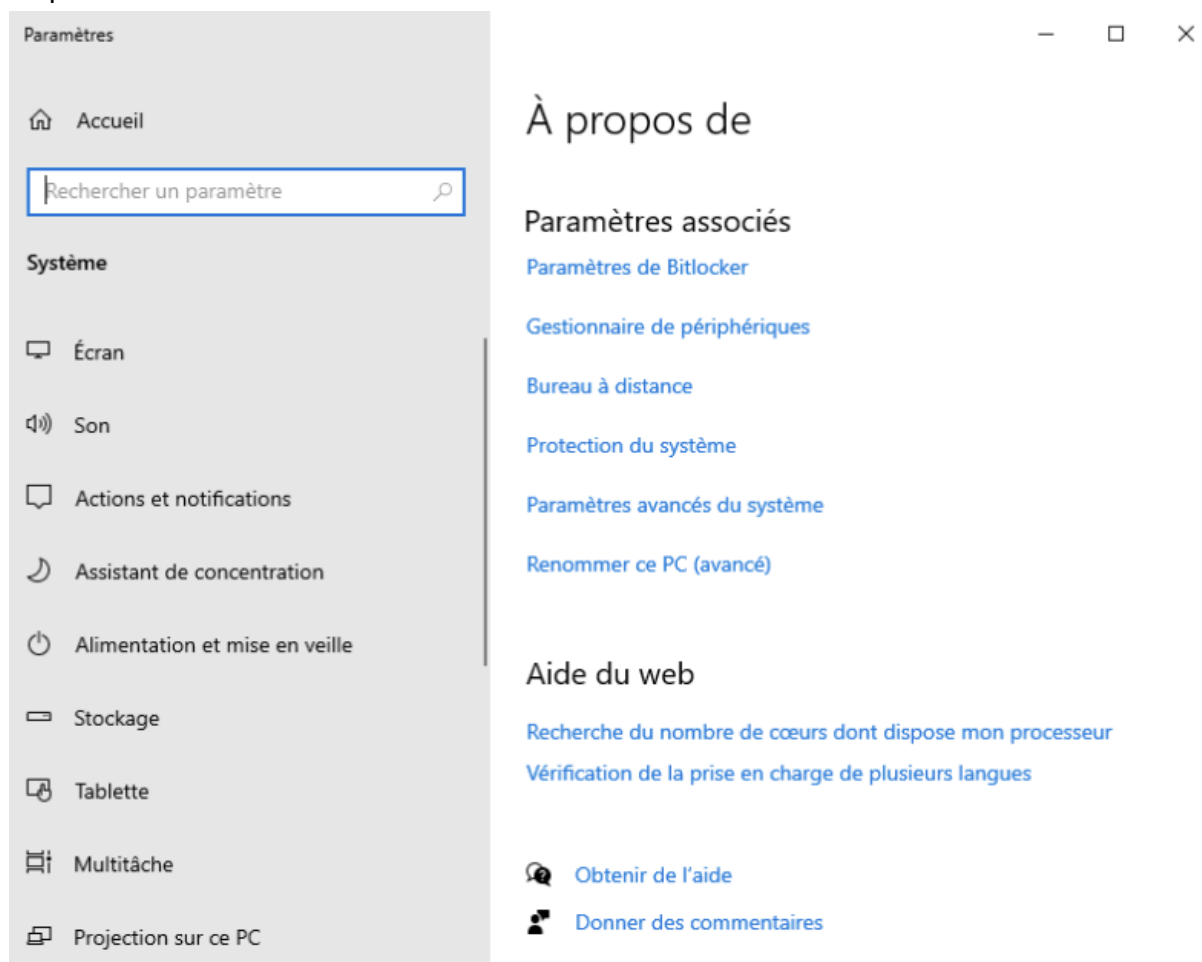 Paramètres
Accueil
Rechercher un paramètre
Système
Écran
Son
Actions et notifications
Assistant de concentration
Alimentation et mise en veille
Stockage
Tablette
Multitâche
Projection sur ce PC
À propos de
Paramètres associés
Paramètres de Bitlocker
Gestionnaire de périphériques
Bureau à distance
Protection du système
Paramètres avancés du système
Renommer ce PC (avancé)
Aide du web
Recherche du nombre de cœurs dont dispose mon processeur
Vérification de la prise en charge de plusieurs langues
Obtenir de l'aide
Donner des commentaires